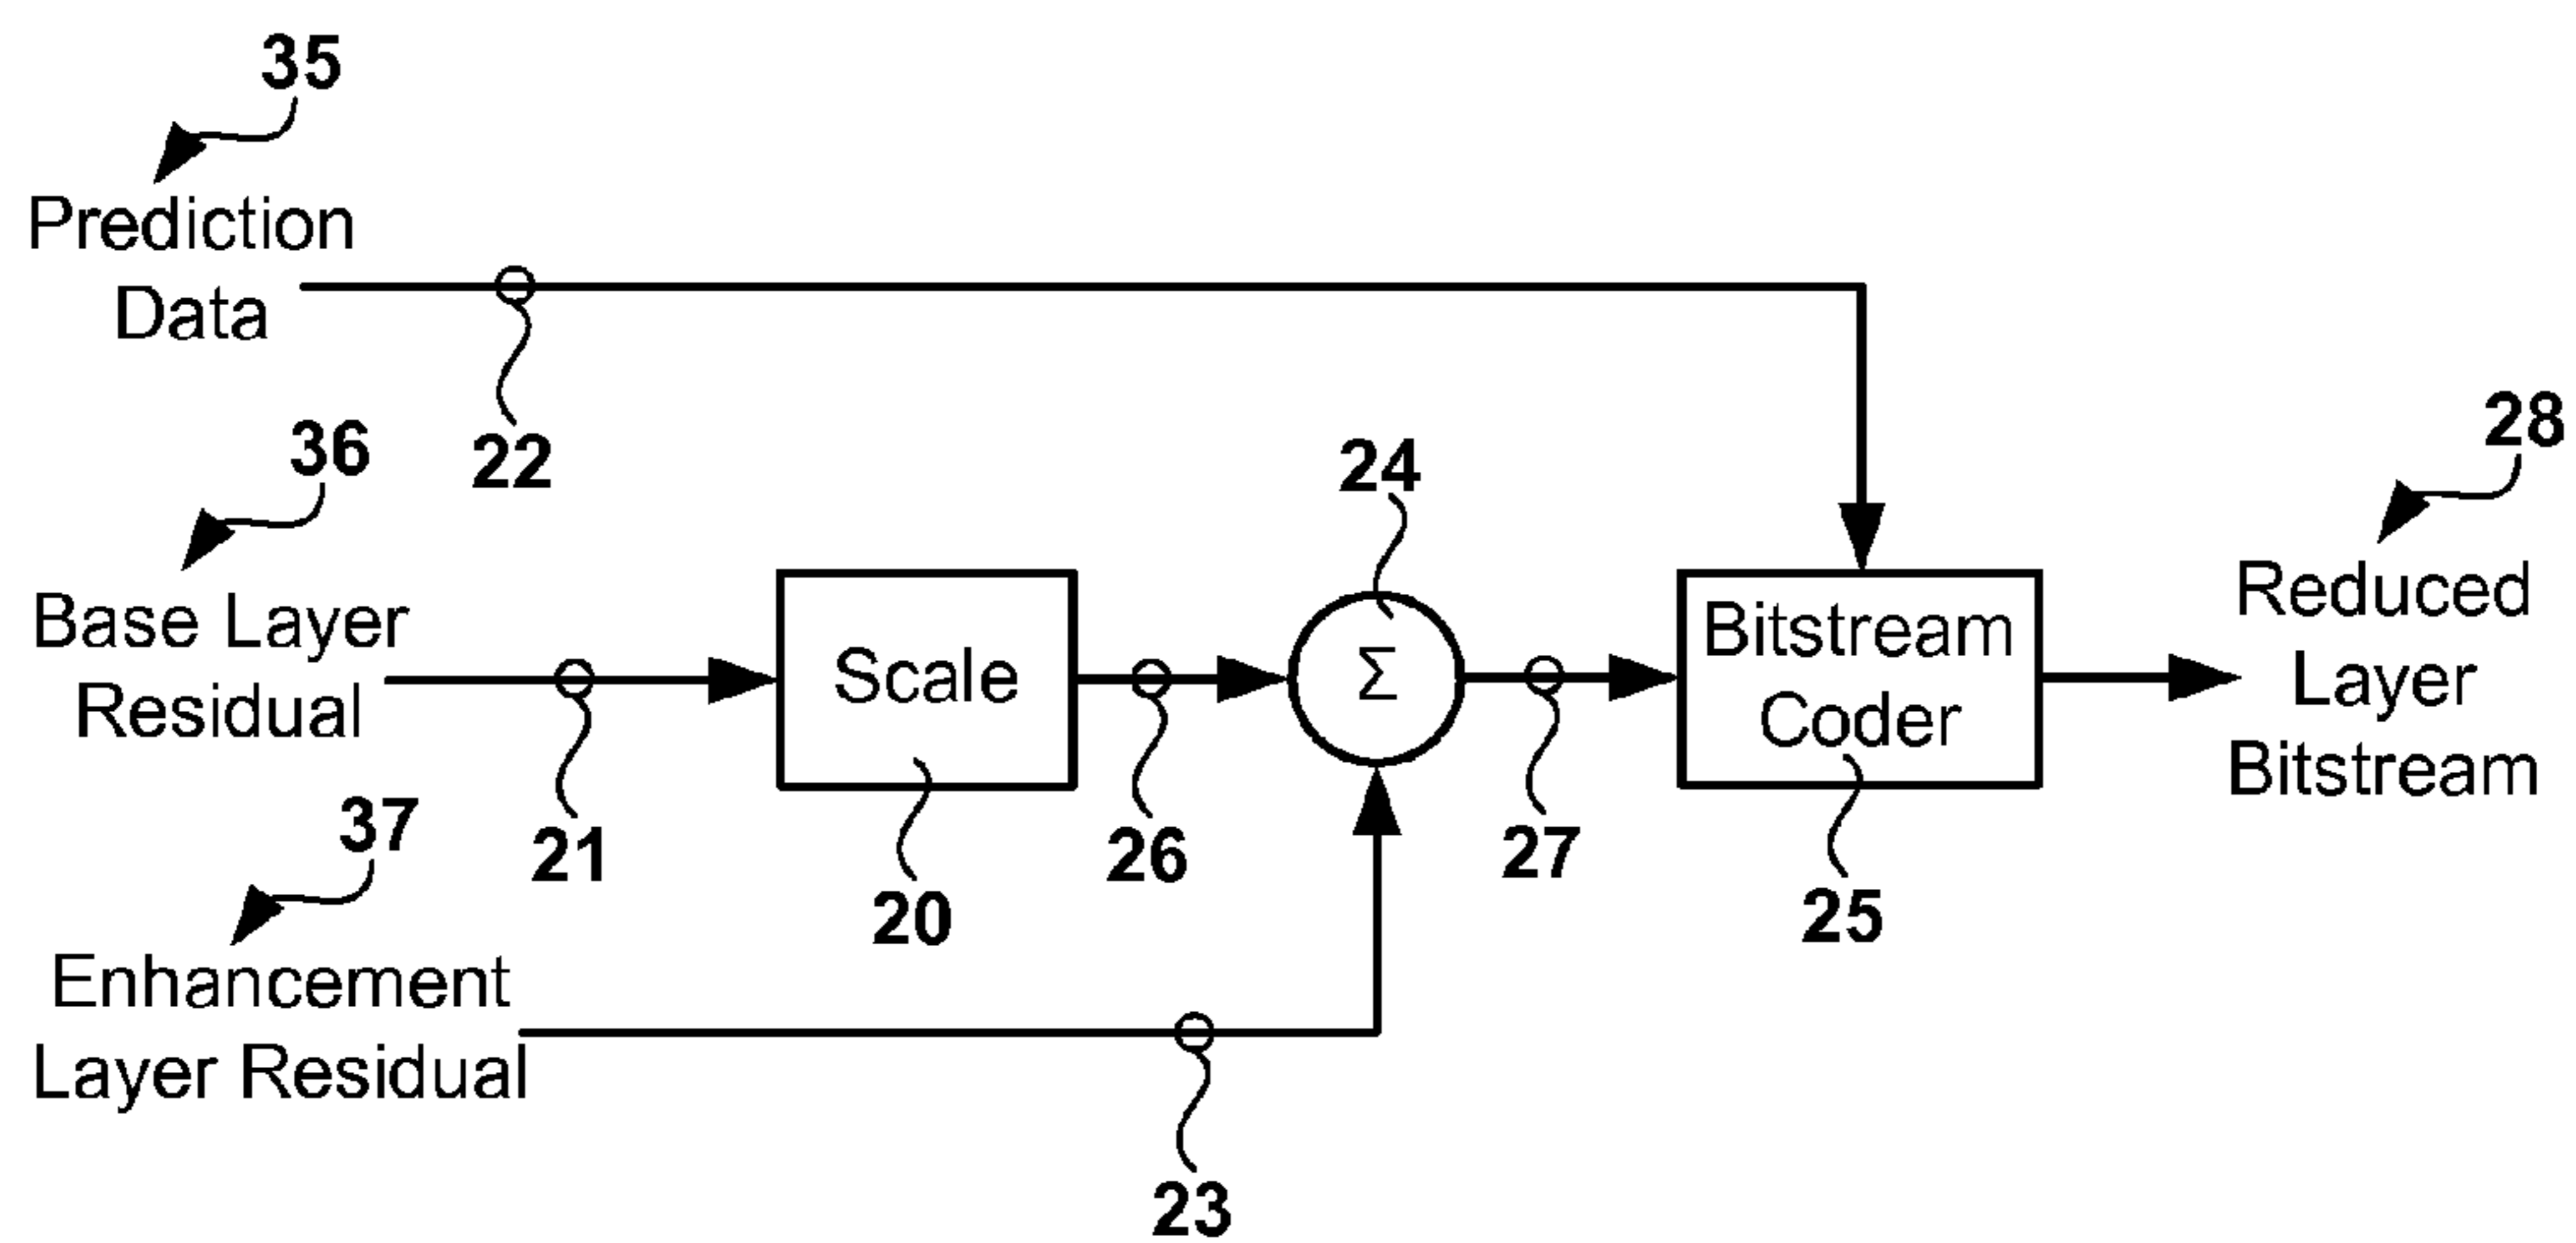 35
Prediction
Data
22
36
Base Layer
Residual
21
Scale
20
26
24
Σ
27
Bitstream
Coder
25
28
Reduced
Layer
Bitstream
37
Enhancement
Layer Residual
23